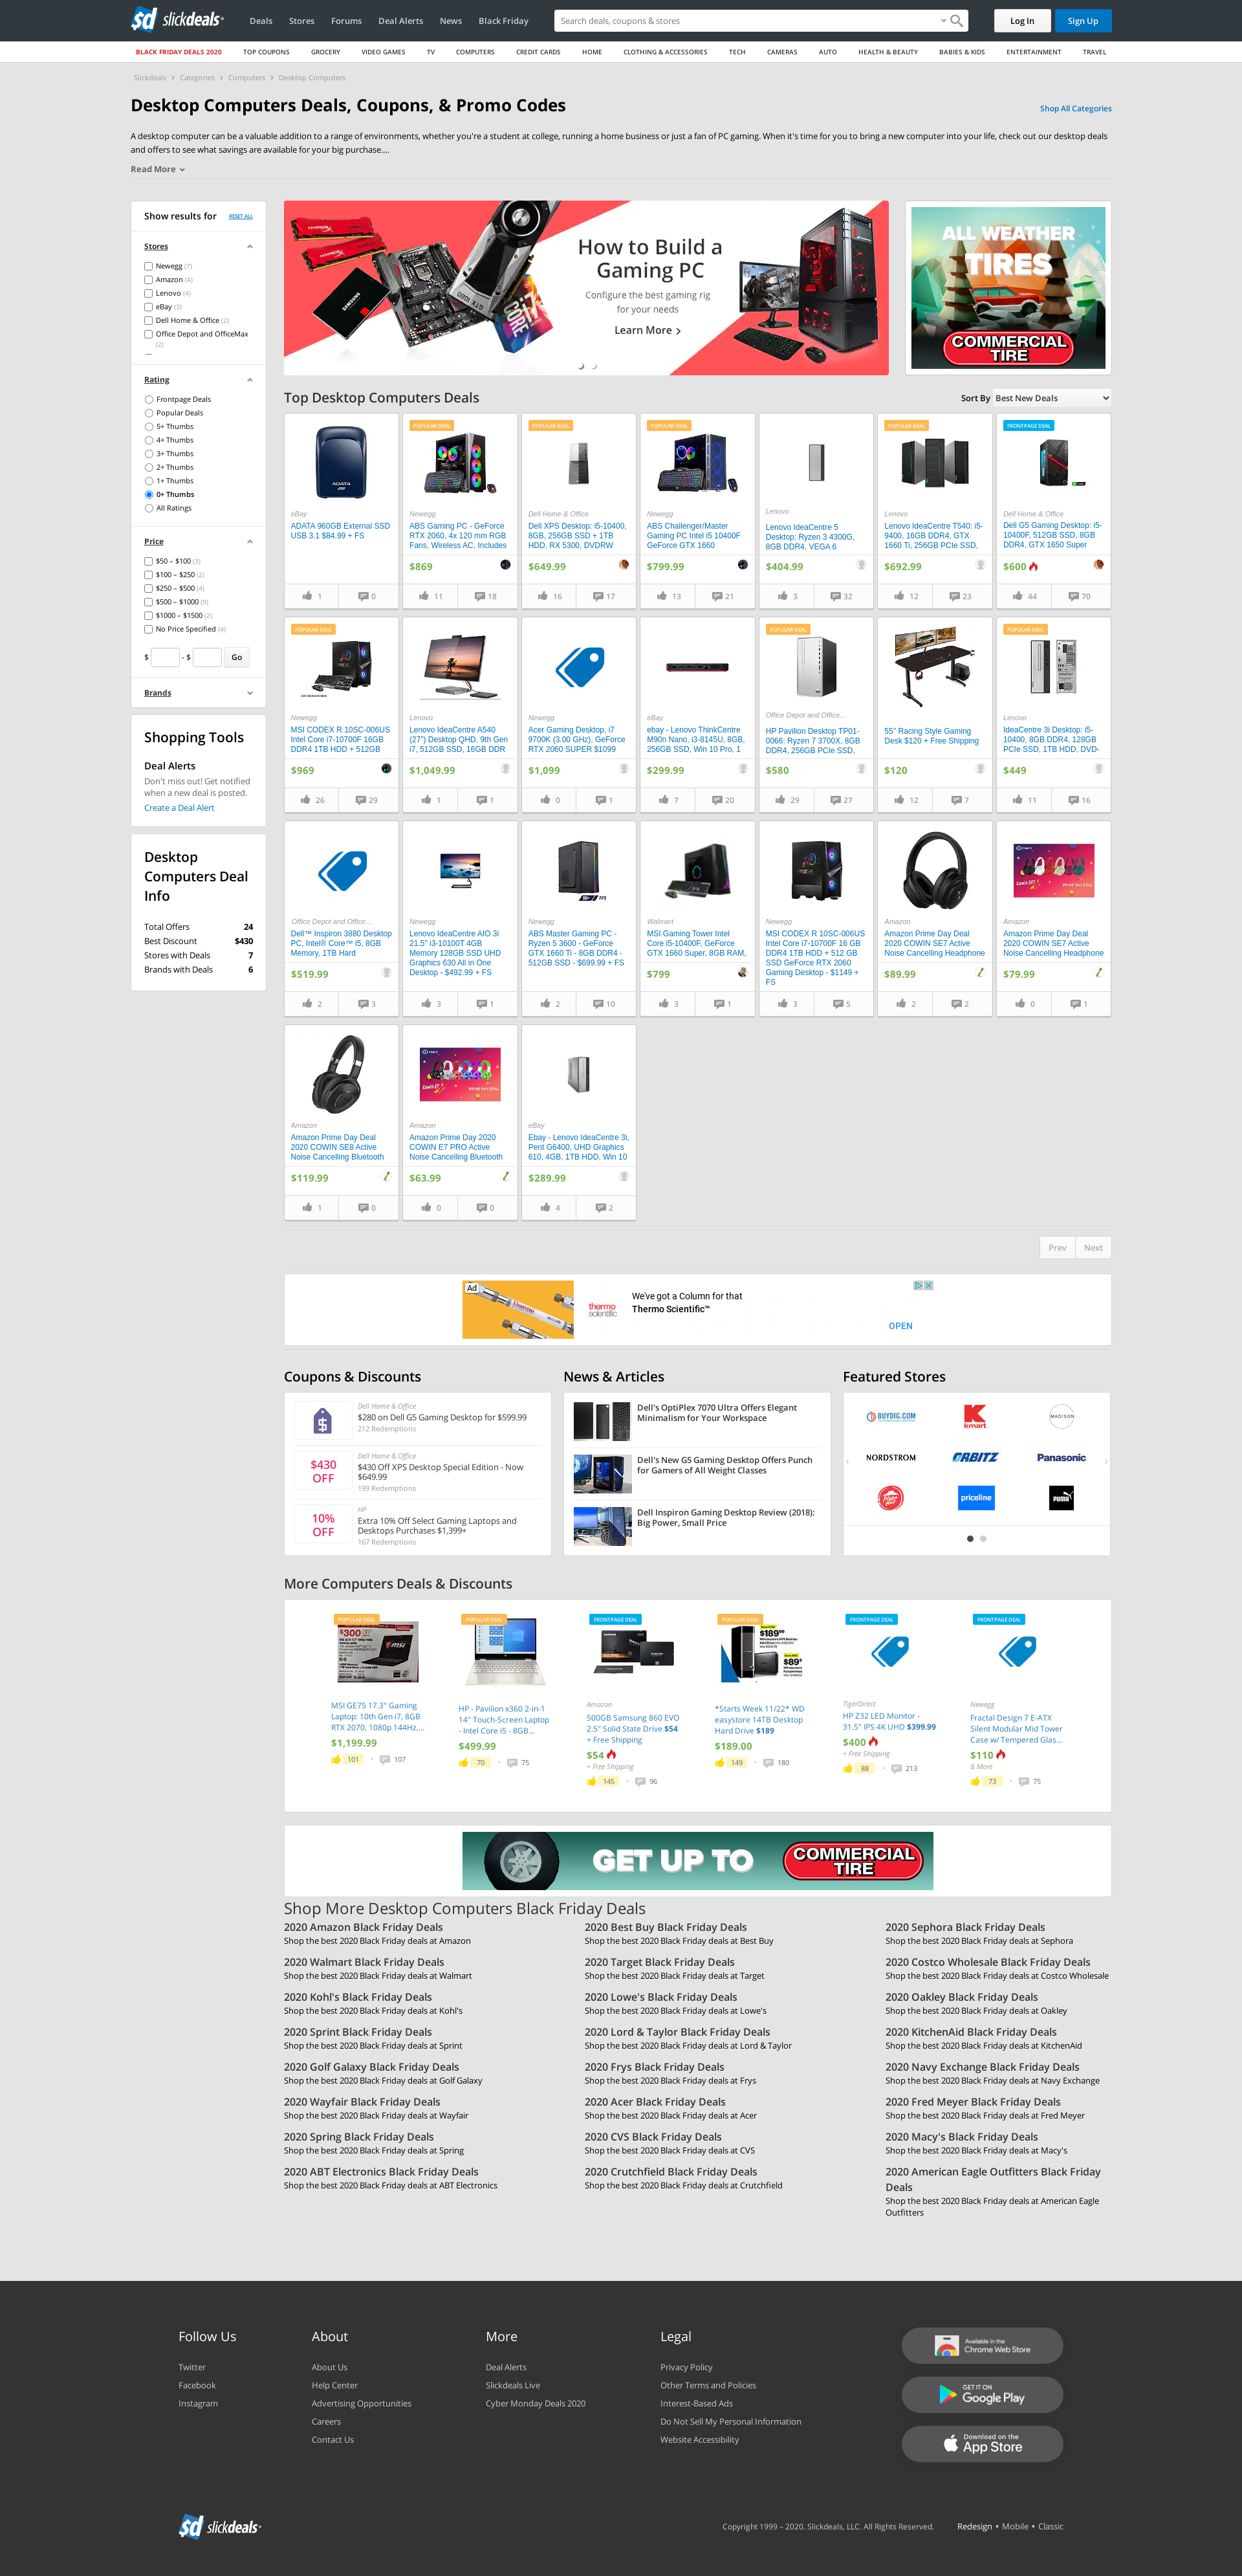 slickdeals
Deals
Stores
Forums
Deal Alerts
News
Black Friday
Search deals, coupons & stores
Log In
Sign Up
BLACK FRIDAY DEALS 2020
TOP COUPONS
GROCERY
VIDEO GAMES
TV
COMPUTERS
CREDIT CARDS
HOME
CLOTHING & ACCESSORIES
TECH
CAMERAS
AUTO
HEALTH & BEAUTY
BABIES & KIDS
ENTERTAINMENT
TRAVEL
Slickdeals > Categories > Computers > Desktop Computers
Desktop Computers Deals, Coupons, & Promo Codes
Shop All Categories
A desktop computer can be a valuable addition to a range of environments, whether you're a student at college, running a home business or just a fan of PC gaming. When it's time for you to bring a new computer into your life, check out our desktop deals
and offers to see what savings are available for your big purchase....
Read More
Show results for
RESET ALL
Stores
Newegg (7)
Amazon (4)
Lenovo (4)
eBay (3)
Dell Home & Office (2)
Office Depot and OfficeMax
(2)
Rating
Frontpage Deals
Popular Deals
5+ Thumbs
4+ Thumbs
3+ Thumbs
2+ Thumbs
1+ Thumbs
0+ Thumbs
All Ratings
Price
$50 – $100 (3)
$100 – $250 (2)
$250 – $500 (4)
$500 – $1000 (9)
$1000 – $1500 (2)
No Price Specified (4)
$ - $ Go
Brands
Shopping Tools
Deal Alerts
Don't miss out! Get notified
when a new deal is posted.
Create a Deal Alert
Desktop
Computers Deal
Info
Total Offers 24
Best Discount $430
Stores with Deals 7
Brands with Deals 6
How to Build a
Gaming PC
Configure the best gaming rig
for your needs
Learn More >
ALL WEATHER
TIRES
COMMERCIAL
TIRE
Top Desktop Computers Deals
Sort By Best New Deals
ADATA
eBay
ADATA 960GB External SSD
USB 3.1 $84.99 + FS
1
0
POPULAR DEAL
Newegg
ABS Gaming PC - GeForce
RTX 2060, 4x 120 mm RGB
Fans, Wireless AC, Includes
$869
11
18
POPULAR DEAL
Dell Home & Office
Dell XPS Desktop: i5-10400,
8GB, 256GB SSD + 1TB
HDD, RX 5300, DVDRW
$649.99
16
17
POPULAR DEAL
Newegg
ABS Challenger/Master
Gaming PC Intel i5 10400F
GeForce GTX 1660
$799.99
13
21
Lenovo
Lenovo IdeaCentre 5
Desktop: Ryzen 3 4300G,
8GB DDR4, VEGA 6
$404.99
3
32
POPULAR DEAL
Lenovo
Lenovo IdeaCentre T540: i5-
9400, 16GB DDR4, GTX
1660 Ti, 256GB PCIe SSD,
$692.99
12
23
FRONTPAGE DEAL
Dell Home & Office
Dell G5 Gaming Desktop: i5-
10400F, 512GB SSD, 8GB
DDR4, GTX 1650 Super
$600
44
70
POPULAR DEAL
Newegg
MSI CODEX R 10SC-006US
Intel Core i7-10700F 16GB
DDR4 1TB HDD + 512GB
$969
26
29
Lenovo
Lenovo IdeaCentre A540
(27") Desktop QHD, 9th Gen
i7, 512GB SSD, 16GB DDR
$1,049.99
1
1
Newegg
Acer Gaming Desktop, i7
9700K (3.00 GHz), GeForce
RTX 2060 SUPER $1099
$1,099
0
1
eBay
ebay - Lenovo ThinkCentre
M90n Nano, i3-8145U, 8GB,
256GB SSD, Win 10 Pro, 1
$299.99
7
20
POPULAR DEAL
Office Depot and Office...
HP Pavilion Desktop TP01-
0066: Ryzen 7 3700X, 8GB
DDR4, 256GB PCIe SSD,
$580
29
27
55" Racing Style Gaming
Desk $120 + Free Shipping
$120
12
7
POPULAR DEAL
Lenovo
IdeaCentre 3i Desktop: i5-
10400, 8GB DDR4, 128GB
PCIe SSD, 1TB HDD, DVD-
$449
11
16
Office Depot and Office...
Dell™ Inspiron 3880 Desktop
PC, Intel® Core™ i5, 8GB
Memory, 1TB Hard
$519.99
2
3
Newegg
Lenovo IdeaCentre AIO 3i
21.5" i3-10100T 4GB
Memory 128GB SSD UHD
Graphics 630 All in One
Desktop - $492.99 + FS
3
1
Newegg
ABS Master Gaming PC -
Ryzen 5 3600 - GeForce
GTX 1660 Ti - 8GB DDR4 -
512GB SSD - $699.99 + FS
2
10
Walmart
MSI Gaming Tower Intel
Core i5-10400F, GeForce
GTX 1660 Super, 8GB RAM,
$799
3
1
Newegg
MSI CODEX R 10SC-006US
Intel Core i7-10700F 16 GB
DDR4 1TB HDD + 512 GB
SSD GeForce RTX 2060
Gaming Desktop - $1149 +
FS
3
5
Amazon
Amazon Prime Day Deal
2020 COWIN SE7 Active
Noise Cancelling Headphone
$89.99
2
2
PRIME DAY DEAL
Amazon
Amazon Prime Day Deal
2020 COWIN SE7 Active
Noise Cancelling Headphone
$79.99
0
1
Amazon
Amazon Prime Day Deal
2020 COWIN SE8 Active
Noise Cancelling Bluetooth
$119.99
1
0
PRIME DAY DEAL
Amazon
Amazon Prime Day 2020
COWIN E7 PRO Active
Noise Cancelling Bluetooth
$63.99
0
0
eBay
Ebay - Lenovo IdeaCentre 3i,
Pent G6400, UHD Graphics
610, 4GB, 1TB HDD, Win 10
$289.99
4
2
Prev
Next
Ad
thermo
scientific
We've got a Column for that
Thermo Scientific™
OPEN
Coupons & Discounts
Dell Home & Office
$280 on Dell G5 Gaming Desktop for $599.99
212 Redemptions
$430
OFF
Dell Home & Office
$430 Off XPS Desktop Special Edition - Now
$649.99
199 Redemptions
10%
OFF
HP
Extra 10% Off Select Gaming Laptops and
Desktops Purchases $1,399+
167 Redemptions
News & Articles
Dell's OptiPlex 7070 Ultra Offers Elegant
Minimalism for Your Workspace
Dell's New G5 Gaming Desktop Offers Punch
for Gamers of All Weight Classes
Dell Inspiron Gaming Desktop Review (2018):
Big Power, Small Price
Featured Stores
BUYDIG.COM
kmart
MADISON
NORDSTROM
ORBITZ
Panasonic
priceline
PUMA
More Computers Deals & Discounts
POPULAR DEAL
$300
MSI GE75 17.3" Gaming
Laptop: 10th Gen i7, 8GB
RTX 2070, 1080p 144Hz,...
$1,199.99
101
107
POPULAR DEAL
HP - Pavilion x360 2-in-1
14" Touch-Screen Laptop
- Intel Core i5 - 8GB...
$499.99
70
75
FRONTPAGE DEAL
Amazon
500GB Samsung 860 EVO
2.5" Solid State Drive $54
+ Free Shipping
$54
+ Free Shipping
145
96
POPULAR DEAL
*Starts Week 11/22* WD
easystore 14TB Desktop
Hard Drive $189
$189.00
149
180
FRONTPAGE DEAL
TigerDirect
HP Z32 LED Monitor -
31.5" IPS 4K UHD $399.99
$400
+ Free Shipping
88
213
FRONTPAGE DEAL
Newegg
Fractal Design 7 E-ATX
Silent Modular Mid Tower
Case w/ Tempered Glas...
$110
& More
73
75
GET UP TO
COMMERCIAL
TIRE
Shop More Desktop Computers Black Friday Deals
2020 Amazon Black Friday Deals
Shop the best 2020 Black Friday deals at Amazon
2020 Best Buy Black Friday Deals
Shop the best 2020 Black Friday deals at Best Buy
2020 Sephora Black Friday Deals
Shop the best 2020 Black Friday deals at Sephora
2020 Walmart Black Friday Deals
Shop the best 2020 Black Friday deals at Walmart
2020 Target Black Friday Deals
Shop the best 2020 Black Friday deals at Target
2020 Costco Wholesale Black Friday Deals
Shop the best 2020 Black Friday deals at Costco Wholesale
2020 Kohl's Black Friday Deals
Shop the best 2020 Black Friday deals at Kohl's
2020 Lowe's Black Friday Deals
Shop the best 2020 Black Friday deals at Lowe's
2020 Oakley Black Friday Deals
Shop the best 2020 Black Friday deals at Oakley
2020 Sprint Black Friday Deals
Shop the best 2020 Black Friday deals at Sprint
2020 Lord & Taylor Black Friday Deals
Shop the best 2020 Black Friday deals at Lord & Taylor
2020 KitchenAid Black Friday Deals
Shop the best 2020 Black Friday deals at KitchenAid
2020 Golf Galaxy Black Friday Deals
Shop the best 2020 Black Friday deals at Golf Galaxy
2020 Frys Black Friday Deals
Shop the best 2020 Black Friday deals at Frys
2020 Navy Exchange Black Friday Deals
Shop the best 2020 Black Friday deals at Navy Exchange
2020 Wayfair Black Friday Deals
Shop the best 2020 Black Friday deals at Wayfair
2020 Acer Black Friday Deals
Shop the best 2020 Black Friday deals at Acer
2020 Fred Meyer Black Friday Deals
Shop the best 2020 Black Friday deals at Fred Meyer
2020 Spring Black Friday Deals
Shop the best 2020 Black Friday deals at Spring
2020 CVS Black Friday Deals
Shop the best 2020 Black Friday deals at CVS
2020 Macy's Black Friday Deals
Shop the best 2020 Black Friday deals at Macy's
2020 ABT Electronics Black Friday Deals
Shop the best 2020 Black Friday deals at ABT Electronics
2020 Crutchfield Black Friday Deals
Shop the best 2020 Black Friday deals at Crutchfield
2020 American Eagle Outfitters Black Friday
Deals
Shop the best 2020 Black Friday deals at American Eagle
Outfitters
Follow Us
Twitter
Facebook
Instagram
About
About Us
Help Center
Advertising Opportunities
Careers
Contact Us
More
Deal Alerts
Slickdeals Live
Cyber Monday Deals 2020
Legal
Privacy Policy
Other Terms and Policies
Interest-Based Ads
Do Not Sell My Personal Information
Website Accessibility
Available in the
Chrome Web Store
GET IT ON
Google Play
Download on the
App Store
slickdeals
Copyright 1999 – 2020. Slickdeals, LLC. All Rights Reserved.
Redesign • Mobile • Classic